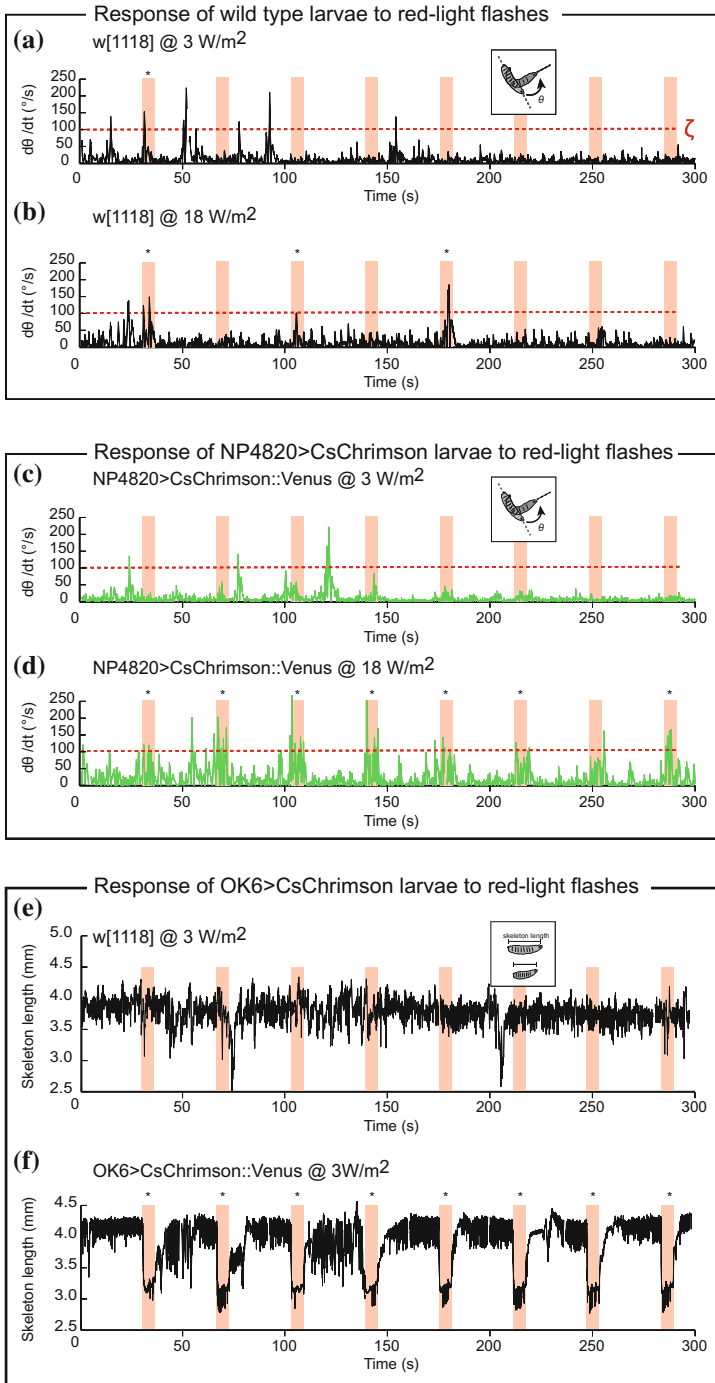 Response of wild type larvae to red-light flashes
(a)
w[1118] @ 3 W/m2
θ
*
250
200
150
100
50
0
dθ /dt (°/s)
ζ
0
50
100
150
200
250
300
Time (s)
(b)
w[1118] @ 18 W/m2
* * *
250
200
150
100
50
0
dθ /dt (°/s)
0
50
100
150
200
250
300
Time (s)
Response of NP4820>CsChrimson larvae to red-light flashes
(c)
NP4820>CsChrimson::Venus @ 3 W/m2
θ
250
200
150
100
50
0
dθ /dt (°/s)
0
50
100
150
200
250
300
Time (s)
(d)
NP4820>CsChrimson::Venus @ 18 W/m2
* * * * * * *
250
200
150
100
50
0
dθ /dt (°/s)
0
50
100
150
200
250
300
Time (s)
Response of OK6>CsChrimson larvae to red-light flashes
(e)
w[1118] @ 3 W/m2
skeleton length
5.0
4.0
3.0
2.5
Skeleton length (mm)
0
50
100
150
200
250
300
Time (s)
(f)
OK6>CsChrimson::Venus @ 3W/m2
* * * * * * * *
4.5
4.0
3.0
2.5
Skeleton length (mm)
0
50
100
150
200
250
300
Time (s)